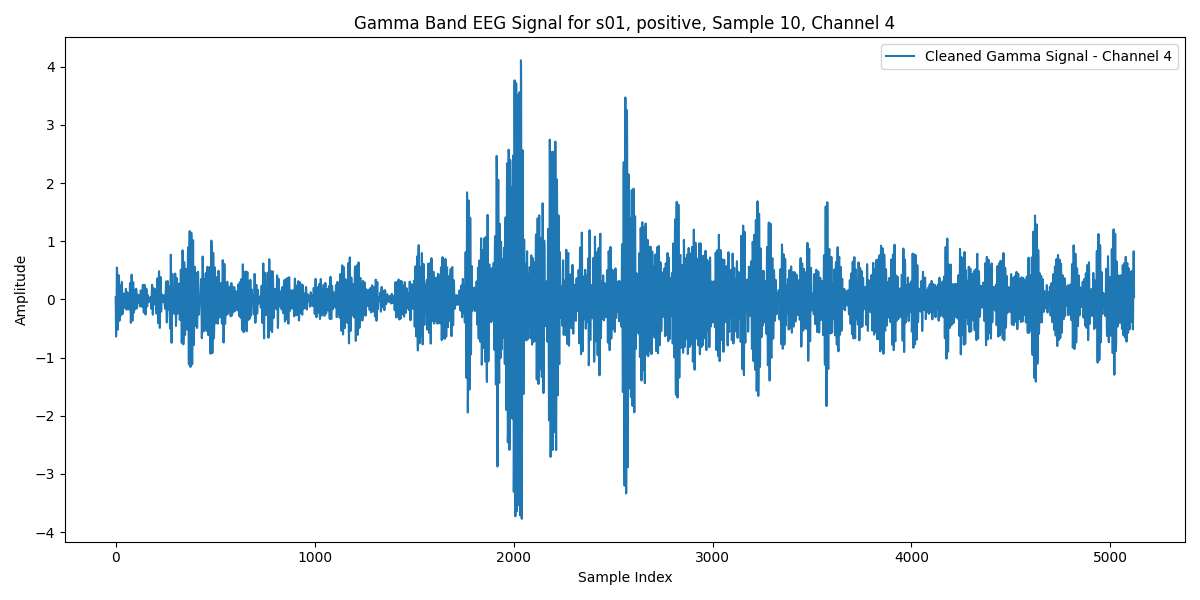 Gamma Band EEG Signal for s01, positive, Sample 10, Channel 4
Cleaned Gamma Signal - Channel 4
4
3
2
1
0
−1
−2
−3
−4
Amplitude
0 1000 2000 3000 4000 5000
Sample Index